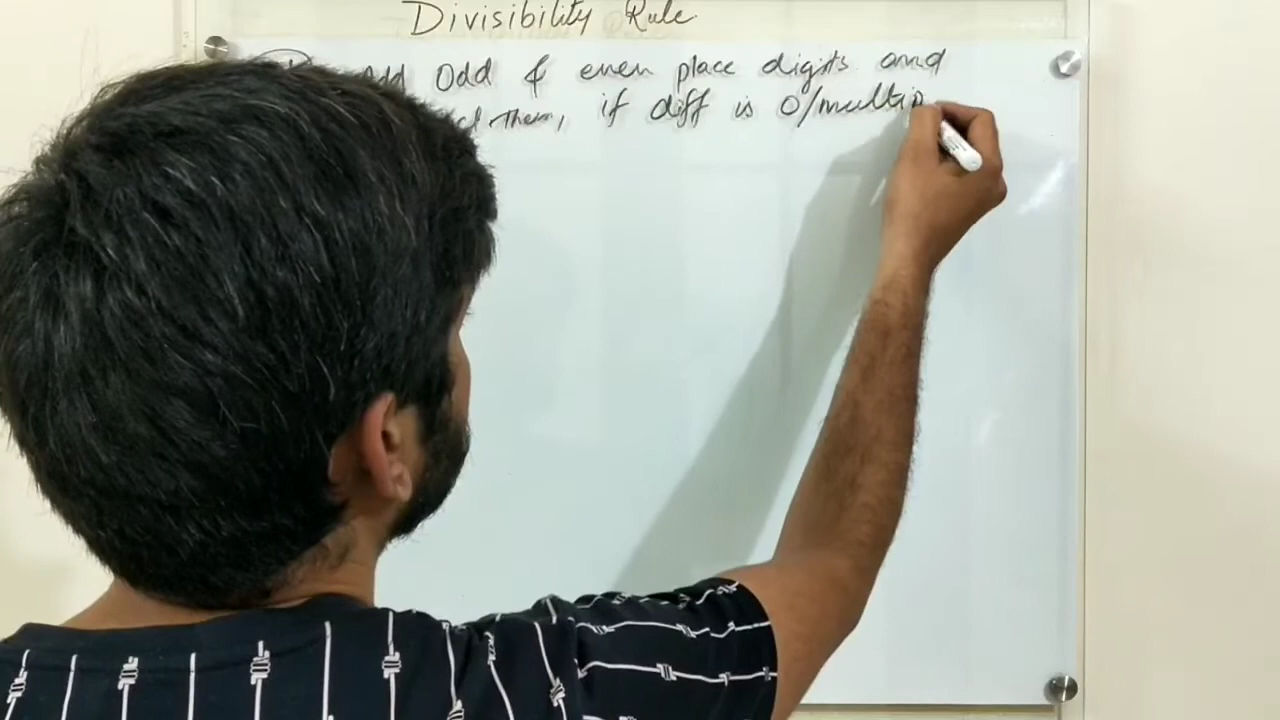 Divisibility Rule
Add Odd & even place digits and
Them, if diff is 0/multip